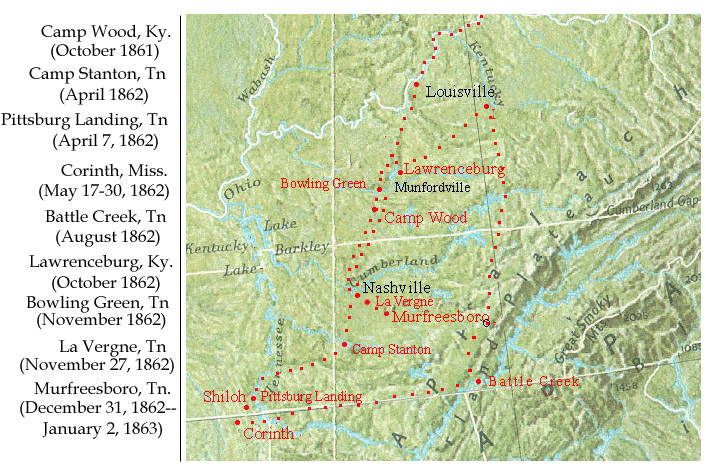 Camp Wood, Ky.
(October 1861)
Camp Stanton, Tn
(April 1862)
Pittsburg Landing, Tn
(April 7, 1862)
Corinth, Miss.
(May 17-30, 1862)
Battle Creek, Tn
(August 1862)
Lawrenceburg, Ky.
(October 1862)
Bowling Green, Tn
(November 1862)
La Vergne, Tn
(November 27, 1862)
Murfreesboro, Tn.
(December 31, 1862--
January 2, 1863)
Wabash
Kentucky
Louisville
Lawrenceburg
Bowling Green
Munfordville
Ohio
Camp Wood
Cumberland Gap
1263
Lake
Barkley
Kentucky
Lake
Cumberland
Nashville
La Vergne
Murfreesboro
Great Smoky
Mts.
2025
Camp Stanton
Tennessee
Cumberland Plateau
Battle Creek
1458
Shiloh
Pittsburg Landing
Corinth